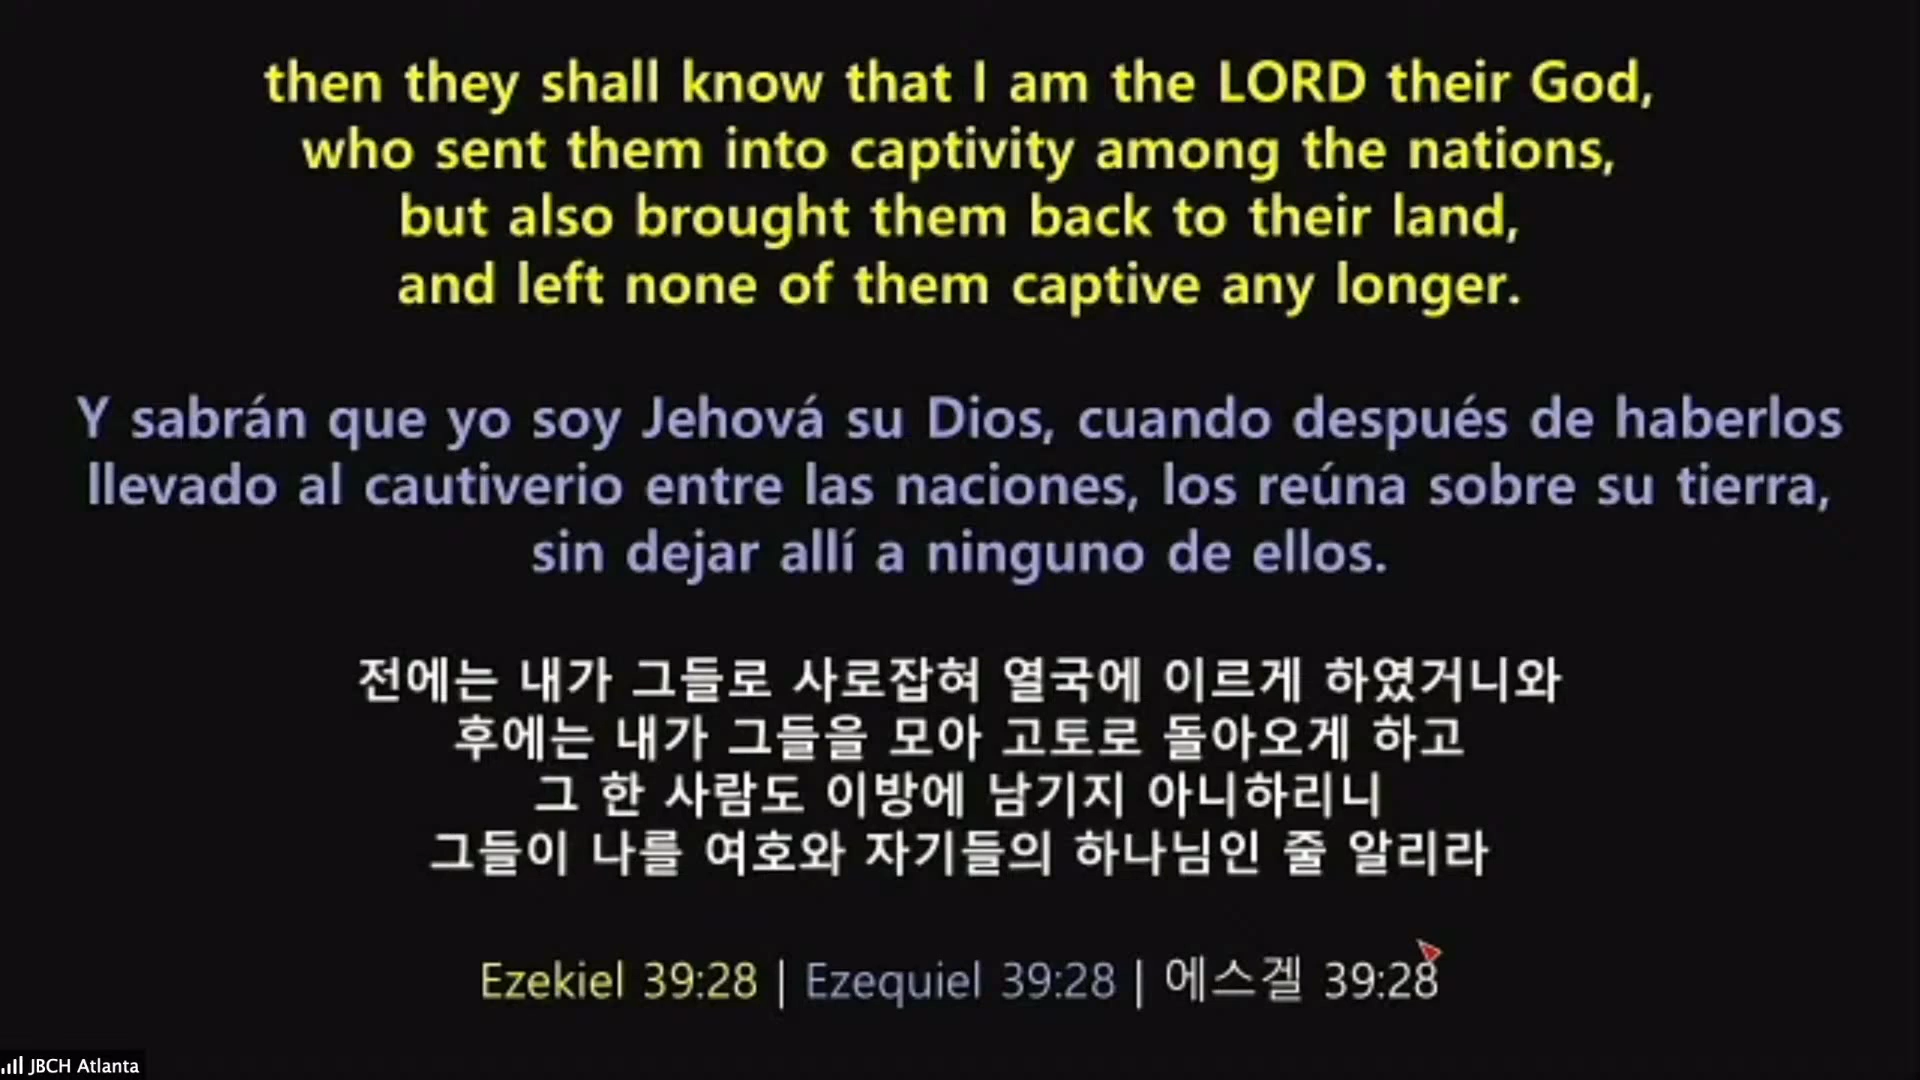 then they shall know that I am the LORD their God,
who sent them into captivity among the nations,
but also brought them back to their land,
and left none of them captive any longer.
Y sabrán que yo soy Jehová su Dios, cuando después de haberlos
llevado al cautiverio entre las naciones, los reúna sobre su tierra,
sin dejar allí a ninguno de ellos.
전에는 내가 그들로 사로잡혀 열국에 이르게 하였거니와
후에는 내가 그들을 모아 고토로 돌아오게 하고
그 한 사람도 이방에 남기지 아니하리니
그들이 나를 여호와 자기들의 하나님인 줄 알리라
Ezekiel 39:28 | Ezequiel 39:28 | 에스겔 39:28
JBCH Atlanta